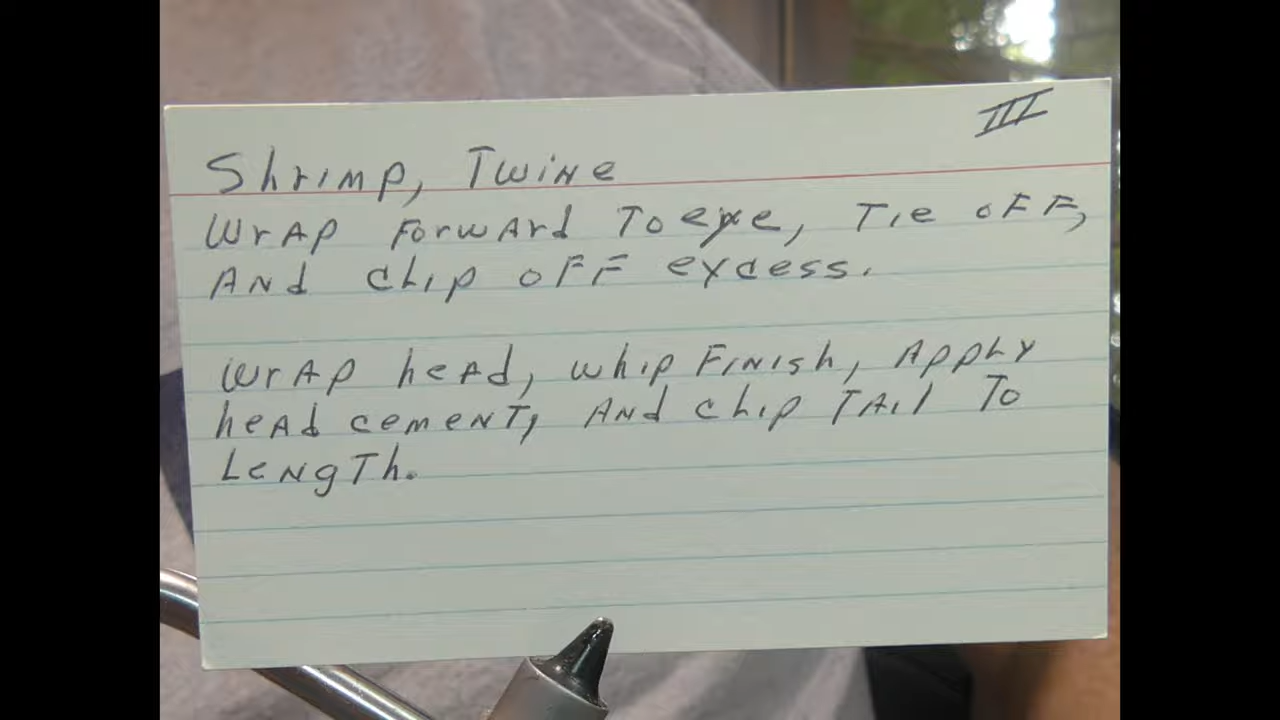 III
Shrimp, Twine
Wrap forward to eye, tie off,
and clip off excess.
Wrap head, whip finish, apply
head cement, and clip tail to
length.